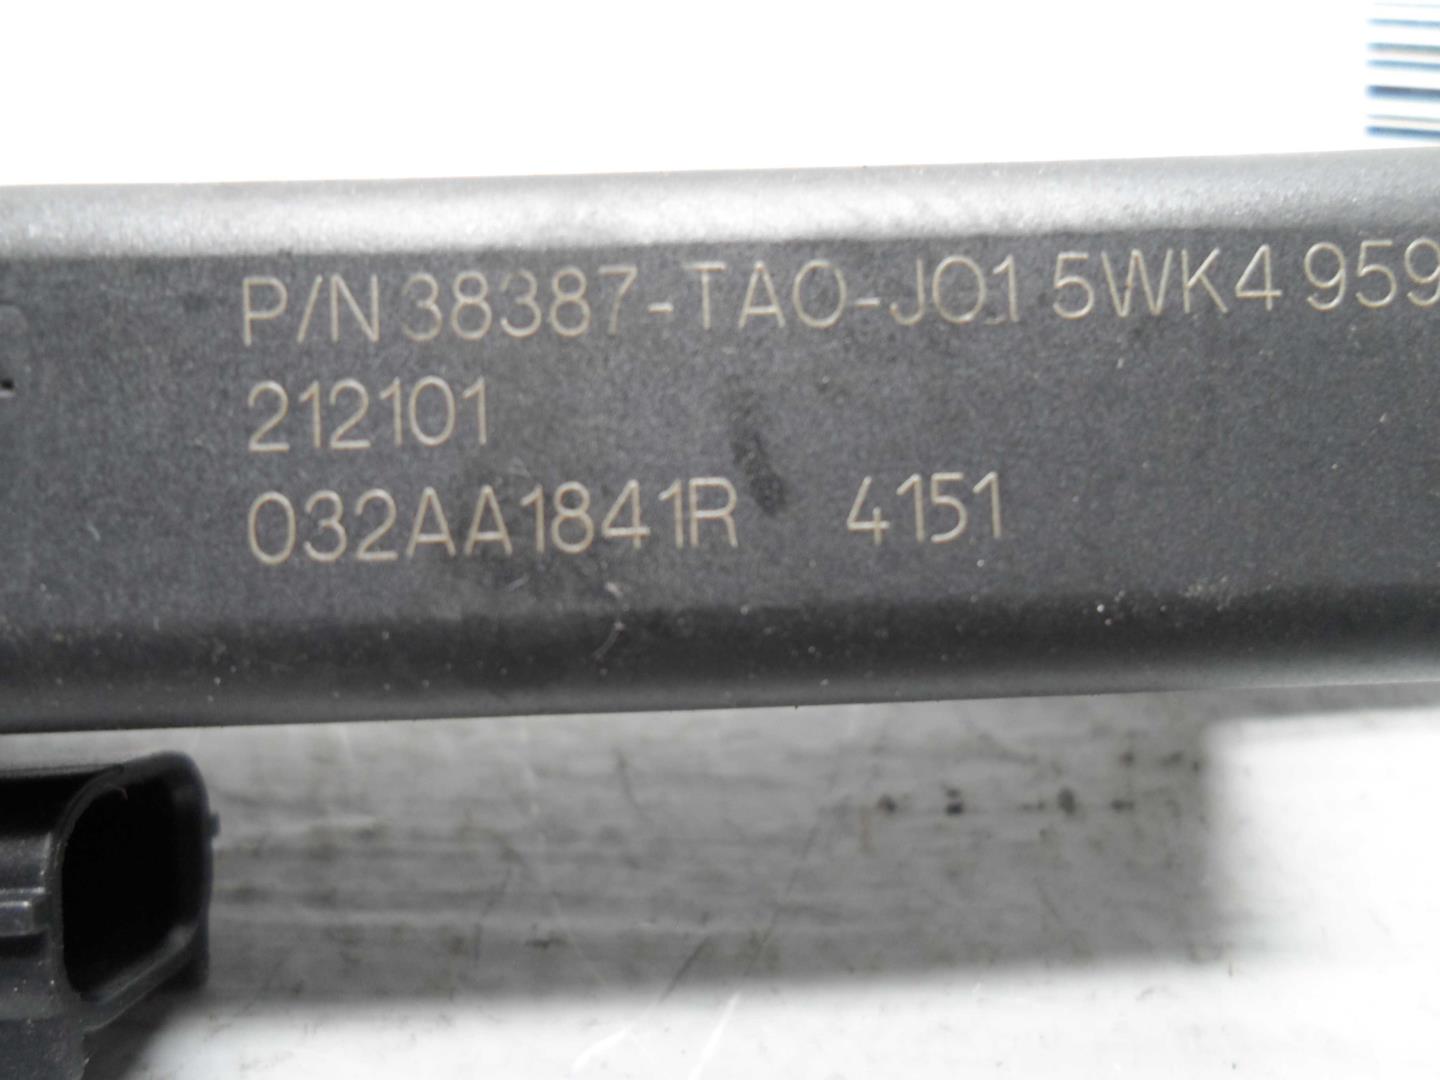 P/N 38387-TA0-J01 5WK4 959
212101
032AA1841R 4151